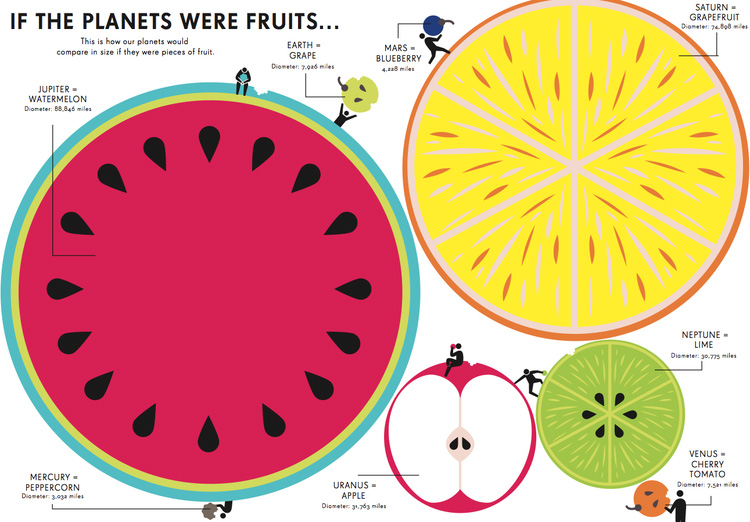 IF THE PLANETS WERE FRUITS...
This is how our planets would
compare in size if they were pieces of fruit.
JUPITER =
WATERMELON
Diameter: 88,846 miles
EARTH =
GRAPE
Diameter: 7,926 miles
MARS =
BLUEBERRY
4,228 miles
SATURN =
GRAPEFRUIT
Diameter: 74,898 miles
NEPTUNE =
LIME
Diameter: 30,775 miles
VENUS =
CHERRY
TOMATO
Diameter: 7,521 miles
URANUS =
APPLE
Diameter: 31,763 miles
MERCURY =
PEPPERCORN
Diameter: 3,032 miles